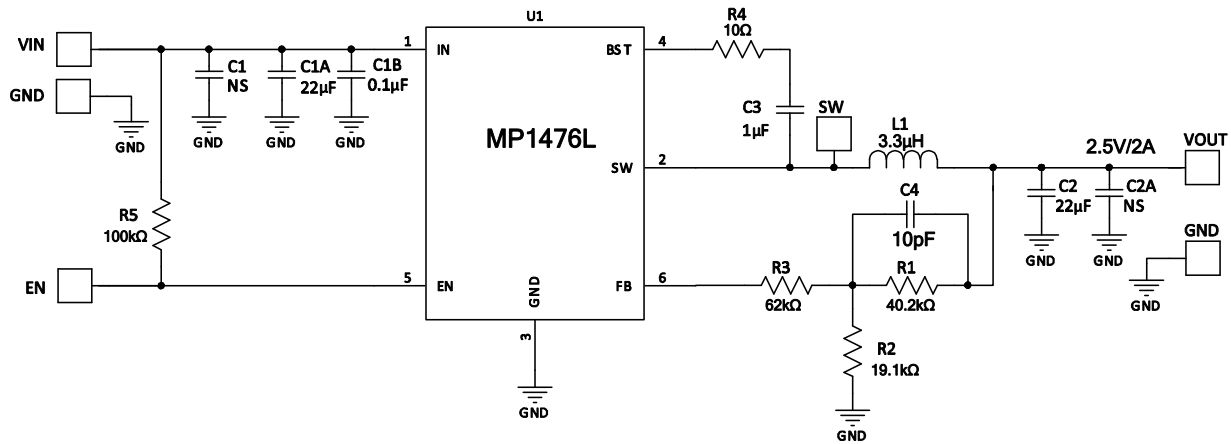 U1
VIN
GND
GND
C1
NS
GND
C1A
22µF
GND
C1B
0.1µF
GND
R5
100kΩ
EN
1
IN
5
EN
MP1476L
GND
3
GND
BST
4
SW
2
FB
6
R4
10Ω
C3
1µF
SW
L1
3.3µH
C4
10pF
R3
62kΩ
R1
40.2kΩ
R2
19.1kΩ
GND
2.5V/2A
VOUT
C2
22µF
GND
C2A
NS
GND
GND
GND